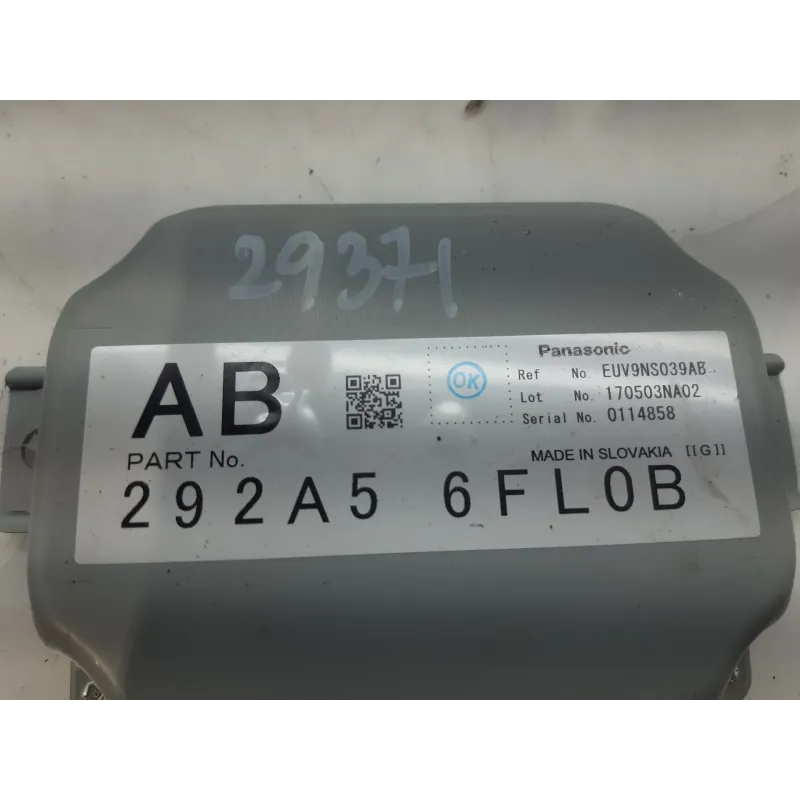 29371
AB
OK
Panasonic
Ref No. EUV9NS039AB
Lot No. 170503NA02
Serial No. 0114858
PART No.
MADE IN SLOVAKIA [[G]]
292A5 6FL0B